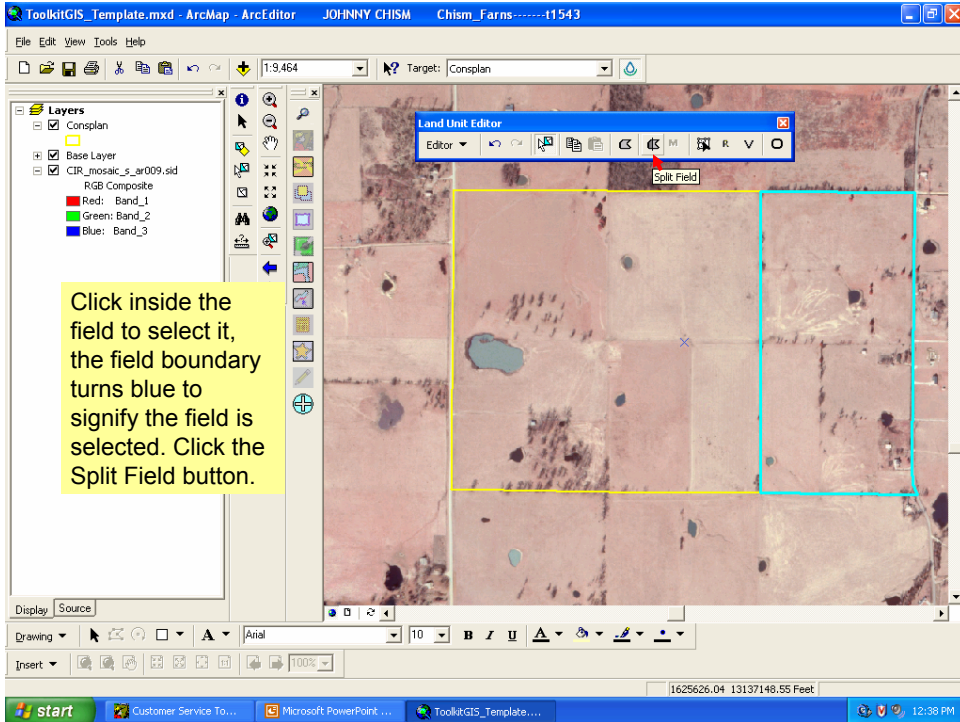 ToolkitGIS_Template.mxd - ArcMap - ArcEditor JOHNNY CHISM Chism_Farns-------t1543
File Edit View Tools Help
1:9,464 Target: Consplan
Layers
Consplan
Base Layer
CIR_mosaic_s_ar009.sid
RGB Composite
Red: Band_1
Green: Band_2
Blue: Band_3
Land Unit Editor
Editor M R V O
Split Field
Click inside the
field to select it,
the field boundary
turns blue to
signify the field is
selected. Click the
Split Field button.
Display Source
Drawing A Arial 10 B I U A
Insert 100%
1625626.04 13137148.55 Feet
start Customer Service To... Microsoft PowerPoint ... ToolkitGIS_Template.... 12:38 PM